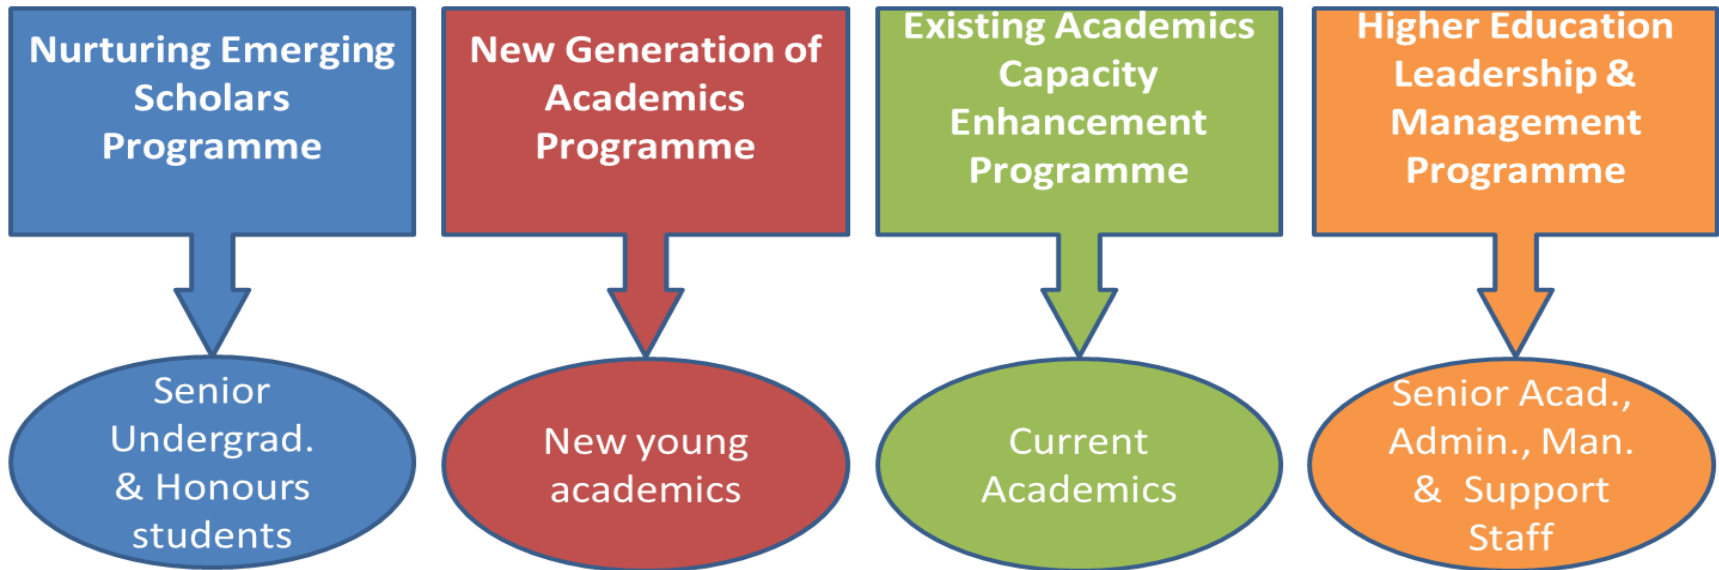 Nurturing Emerging
Scholars
Programme
New Generation of
Academics
Programme
Existing Academics
Capacity
Enhancement
Programme
Higher Education
Leadership &
Management
Programme
Senior
Undergrad.
& Honours
students
New young
academics
Current
Academics
Senior Acad.,
Admin., Man.
& Support
Staff